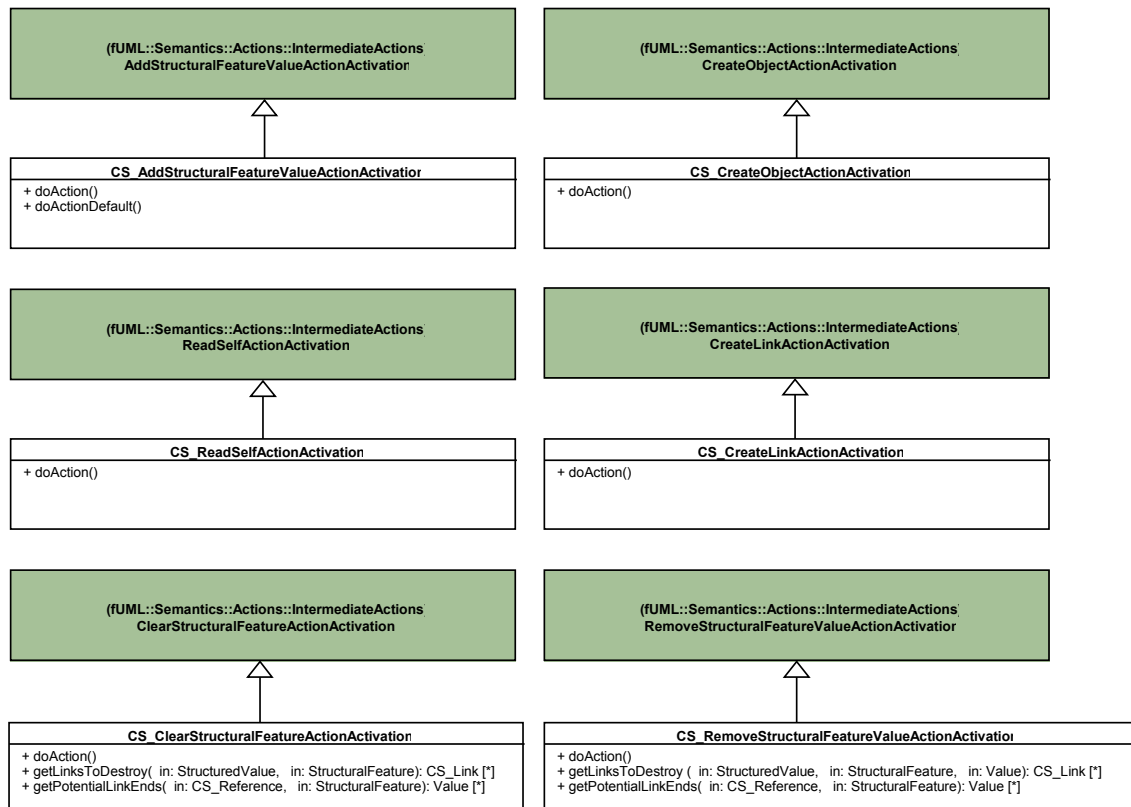 (fUML::Semantics::Actions::IntermediateActions)
AddStructuralFeatureValueActionActivation
(fUML::Semantics::Actions::IntermediateActions)
CreateObjectActionActivation
CS_AddStructuralFeatureValueActionActivation
+ doAction()
+ doActionDefault()
CS_CreateObjectActionActivation
+ doAction()
(fUML::Semantics::Actions::IntermediateActions)
ReadSelfActionActivation
(fUML::Semantics::Actions::IntermediateActions)
CreateLinkActionActivation
CS_ReadSelfActionActivation
+ doAction()
CS_CreateLinkActionActivation
+ doAction()
(fUML::Semantics::Actions::IntermediateActions)
ClearStructuralFeatureActionActivation
(fUML::Semantics::Actions::IntermediateActions)
RemoveStructuralFeatureValueActionActivation
CS_ClearStructuralFeatureActionActivation
+ doAction()
+ getLinksToDestroy( in: StructuredValue, in: StructuralFeature): CS_Link [*]
+ getPotentialLinkEnds( in: CS_Reference, in: StructuralFeature): Value [*]
CS_RemoveStructuralFeatureValueActionActivation
+ doAction()
+ getLinksToDestroy ( in: StructuredValue, in: StructuralFeature, in: Value): CS_Link [*]
+ getPotentialLinkEnds( in: CS_Reference, in: StructuralFeature): Value [*]